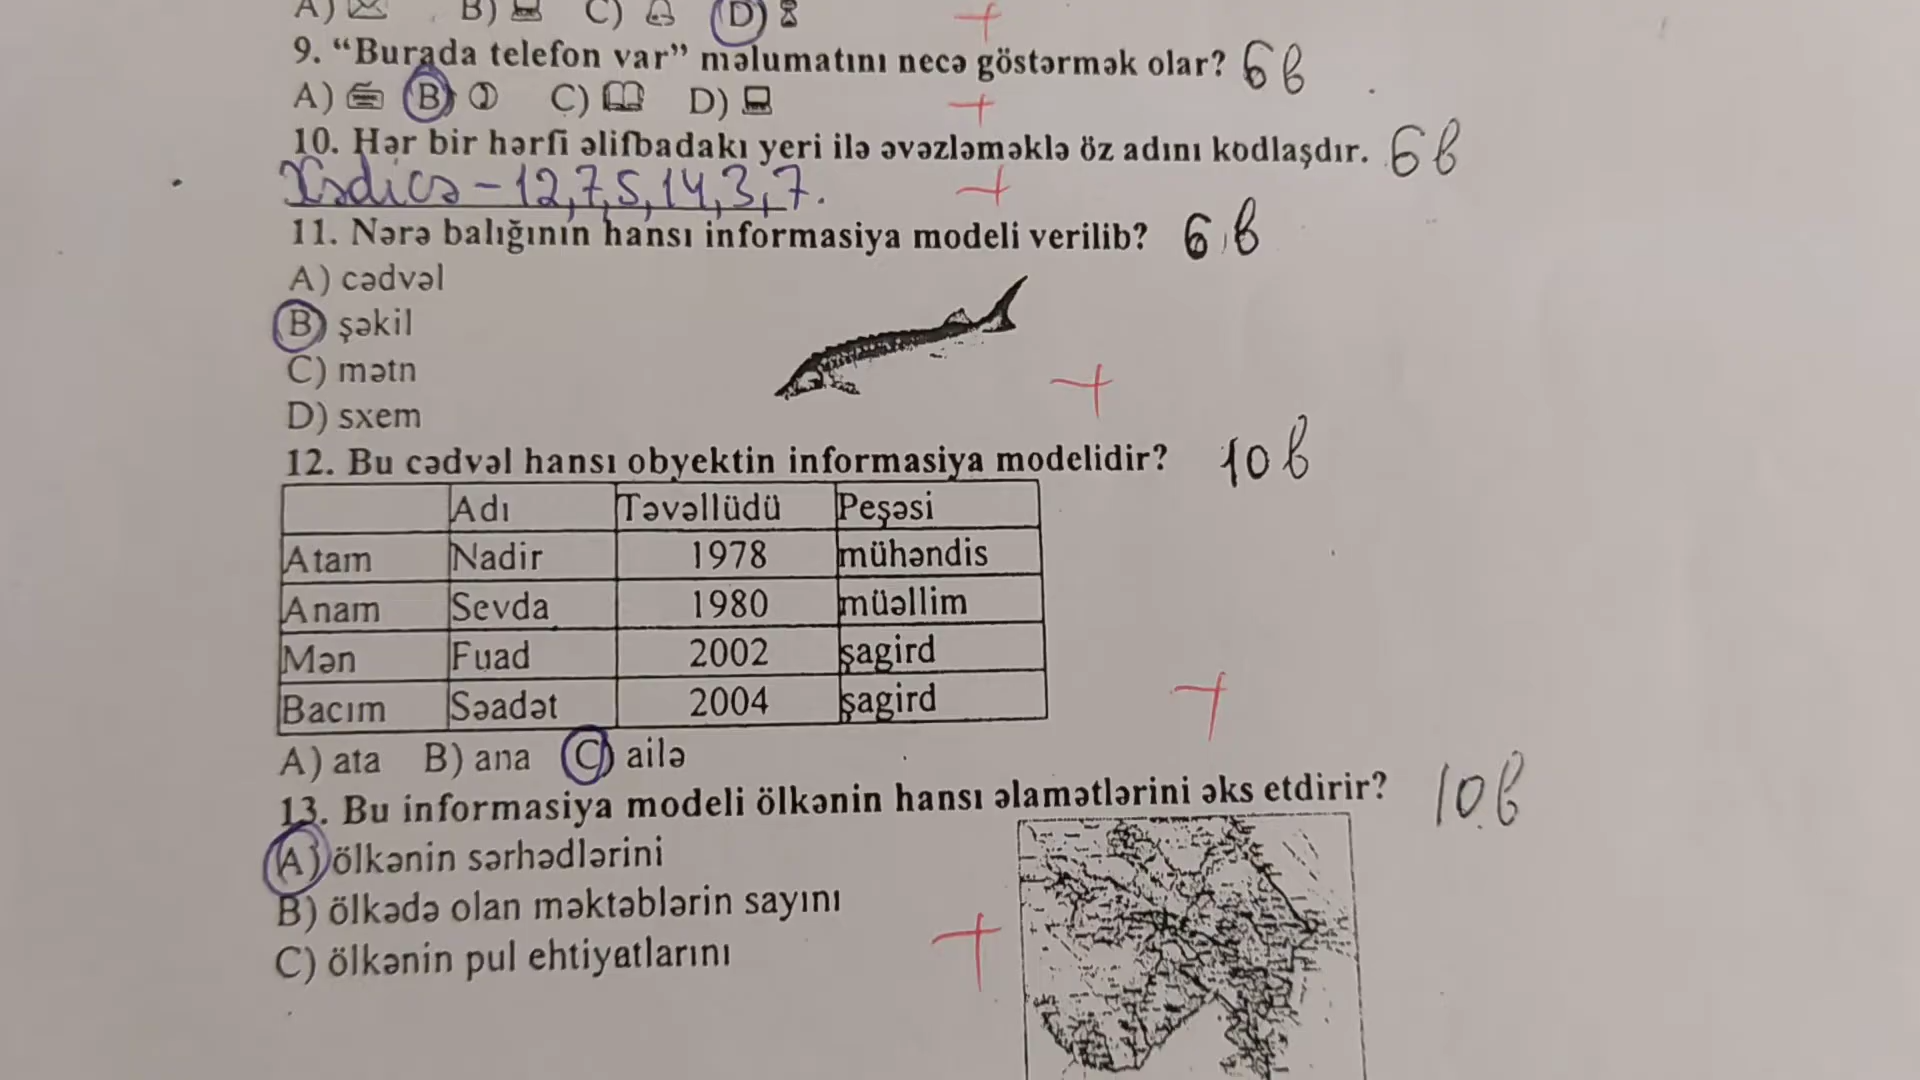 A) B) C) D)
9. “Burada telefon var” məlumatını necə göstərmək olar? 6 b
A) B) C) D)
10. Hər bir hərfi əlifbadakı yeri ilə əvəzləməklə öz adını kodlaşdır. 6 b
Xədicə – 12,7,5,14,3,7.
11. Nərə balığının hansı informasiya modeli verilib? 6 b
A) cədvəl
B) şəkil
C) mətn
D) sxem
12. Bu cədvəl hansı obyektin informasiya modelidir? 10 b
Adı Təvəllüdü Peşəsi
Atam Nadir 1978 mühəndis
Anam Sevda 1980 müəllim
Mən Fuad 2002 şagird
Bacım Səadət 2004 şagird
A) ata B) ana C) ailə
13. Bu informasiya modeli ölkənin hansı əlamətlərini əks etdirir? 10 b
A) ölkənin sərhədlərini
B) ölkədə olan məktəblərin sayını
C) ölkənin pul ehtiyatlarını